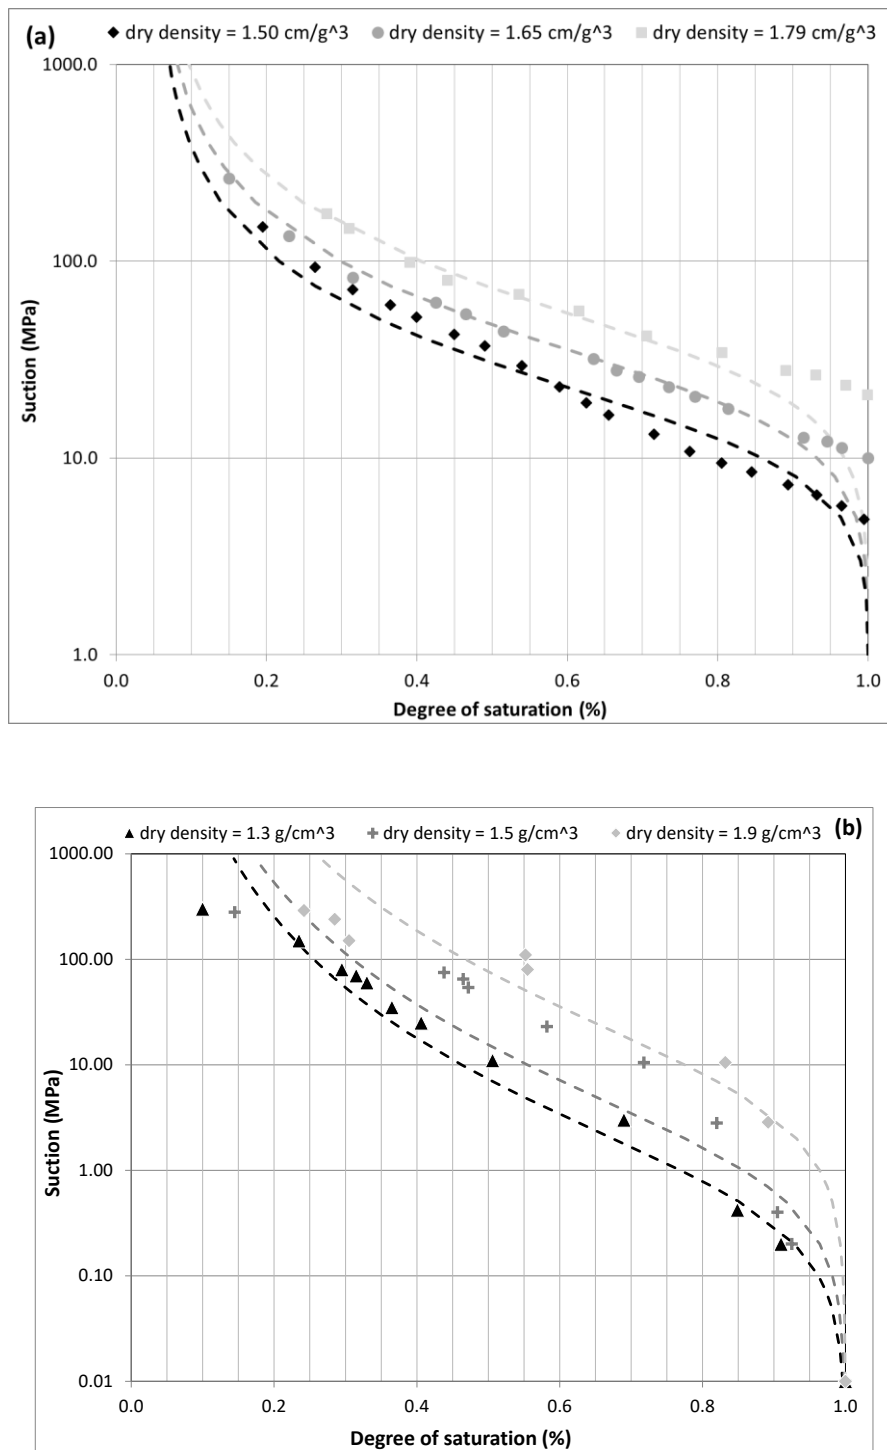 (a)
dry density = 1.50 cm/g^3 dry density = 1.65 cm/g^3 dry density = 1.79 cm/g^3
1000.0
100.0
10.0
1.0
Suction (MPa)
0.0 0.2 0.4 0.6 0.8 1.0
Degree of saturation (%)
dry density = 1.3 g/cm^3 dry density = 1.5 g/cm^3 dry density = 1.9 g/cm^3
(b)
1000.00
100.00
10.00
1.00
0.10
0.01
Suction (MPa)
0.0 0.2 0.4 0.6 0.8 1.0
Degree of saturation (%)